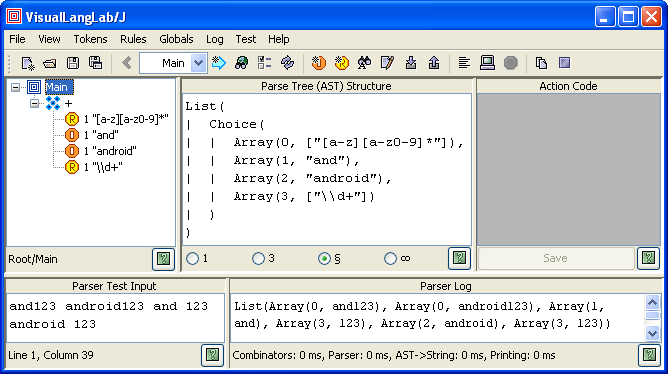 VisualLangLab/J
File View Tokens Rules Globals Log Test Help
Main
Main
+
R 1 "[a-z][a-z0-9]*"
1 "and"
1 "android"
R 1 "\\d+"
Root/Main
Parse Tree (AST) Structure
List(
| Choice(
| | Array(0, ["[a-z][a-z0-9]*"]),
| | Array(1, "and"),
| | Array(2, "android"),
| | Array(3, ["\\d+"])
| )
)
1 3 § ∞
Action Code
Save
Parser Test Input
and123 android123 and 123
android 123
Line 1, Column 39
Parser Log
List(Array(0, and123), Array(0, android123), Array(1,
and), Array(3, 123), Array(2, android), Array(3, 123))
Combinators: 0 ms, Parser: 0 ms, AST->String: 0 ms, Printing: 0 ms